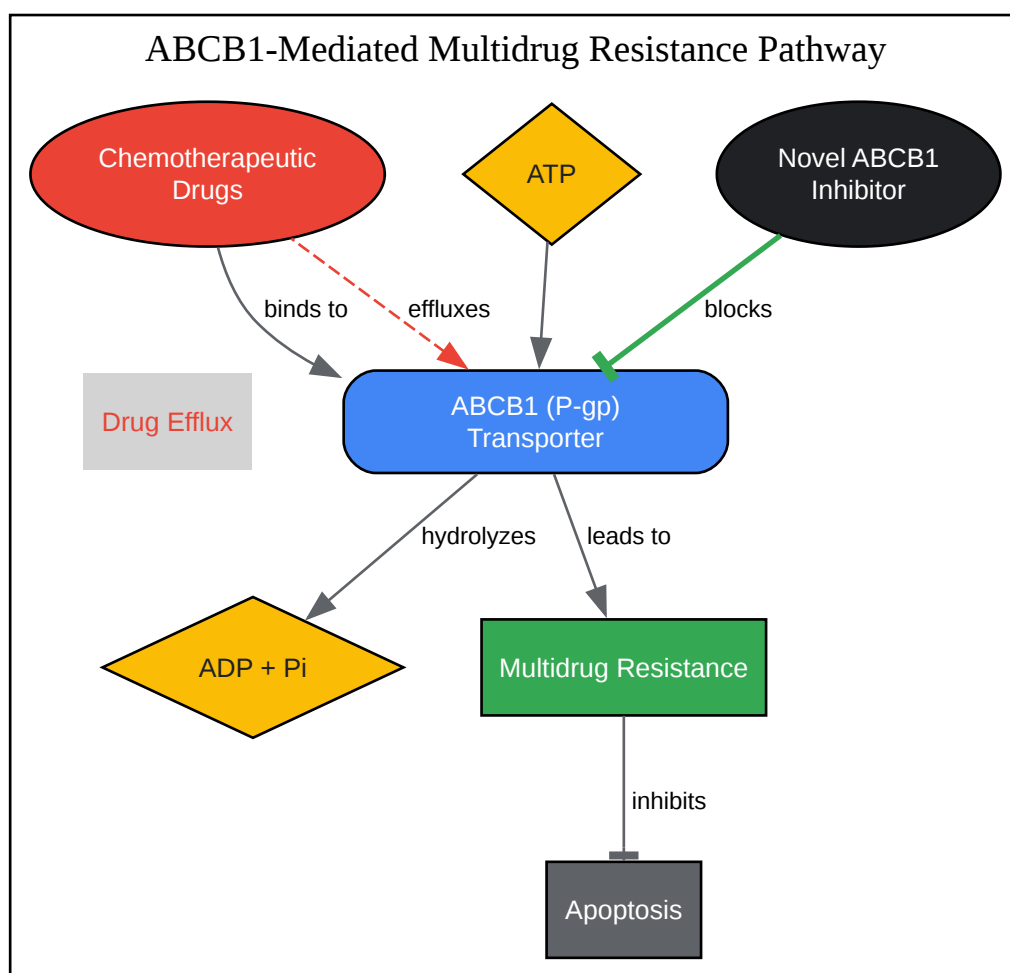 ABCB1-Mediated Multidrug Resistance Pathway
Chemotherapeutic
Drugs
ATP
Novel ABCB1
Inhibitor
binds to
effluxes
blocks
Drug Efflux
ABCB1 (P-gp)
Transporter
hydrolyzes
leads to
ADP + Pi
Multidrug Resistance
inhibits
Apoptosis